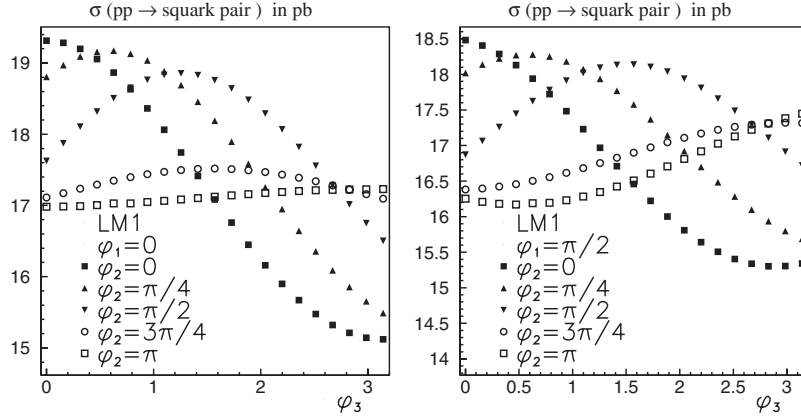 σ (pp → squark pair) in pb
19
18
17
16
15
LM1
φ₁=0
φ₂=0
φ₂=π/4
φ₂=π/2
φ₂=3π/4
φ₂=π
0 1 2 3
φ₃
σ (pp → squark pair) in pb
18.5
18
17.5
17
16.5
16
15.5
15
14.5
14
LM1
φ₁=π/2
φ₂=0
φ₂=π/4
φ₂=π/2
φ₂=3π/4
φ₂=π
0 0.5 1 1.5 2 2.5 3
φ₃